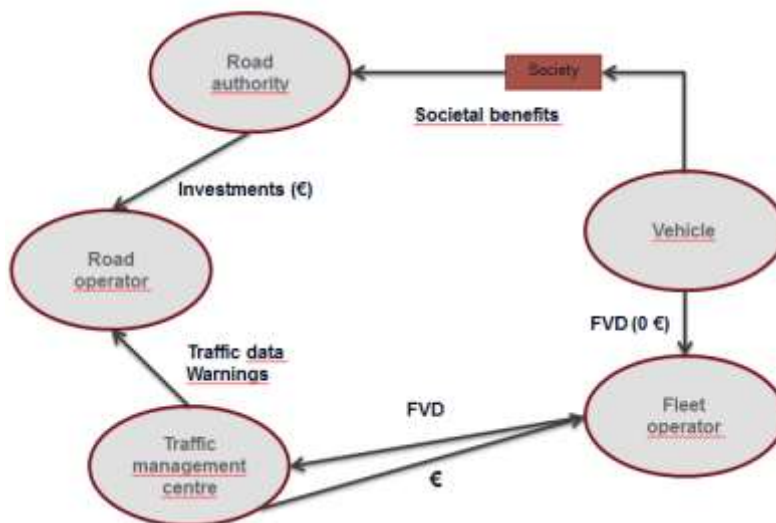 Road
authority
Society
Societal benefits
Investments (€)
Vehicle
Road
operator
FVD (0 €)
Traffic data
Warnings
FVD
Fleet
operator
Traffic
management
centre
€